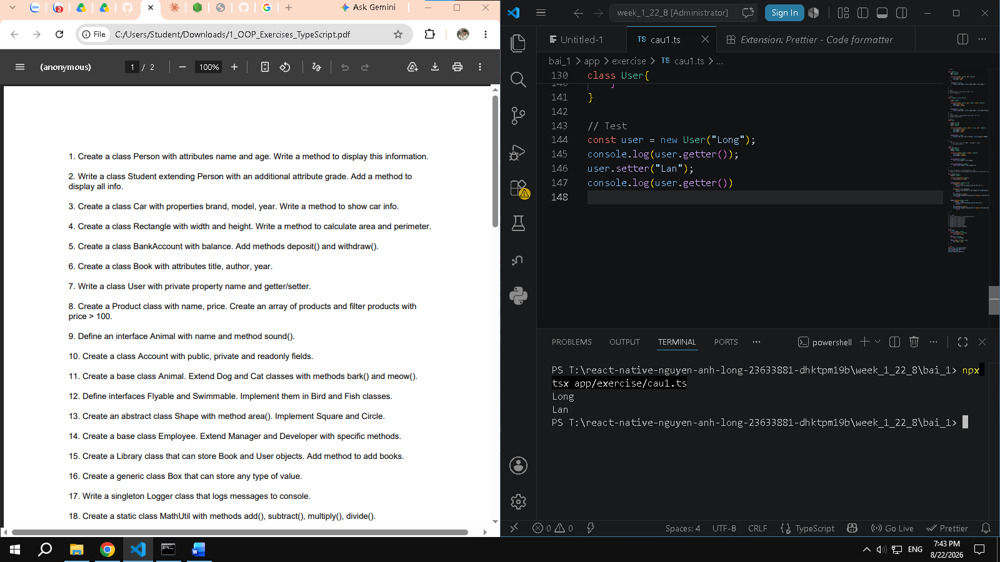 Ask Gemini
File
C:/Users/Student/Downloads/1_OOP_Exercises_TypeScript.pdf
(anonymous)
1 / 2
100%
1. Create a class Person with attributes name and age. Write a method to display this information.
2. Write a class Student extending Person with an additional attribute grade. Add a method to
display all info.
3. Create a class Car with properties brand, model, year. Write a method to show car info.
4. Create a class Rectangle with width and height. Write a method to calculate area and perimeter.
5. Create a class BankAccount with balance. Add methods deposit() and withdraw().
6. Create a class Book with attributes title, author, year.
7. Write a class User with private property name and getter/setter.
8. Create a Product class with name, price. Create an array of products and filter products with
price > 100.
9. Define an interface Animal with name and method sound().
10. Create a class Account with public, private and readonly fields.
11. Create a base class Animal. Extend Dog and Cat classes with methods bark() and meow().
12. Define interfaces Flyable and Swimmable. Implement them in Bird and Fish classes.
13. Create an abstract class Shape with method area(). Implement Square and Circle.
14. Create a base class Employee. Extend Manager and Developer with specific methods.
15. Create a Library class that can store Book and User objects. Add method to add books.
16. Create a generic class Box that can store any type of value.
17. Write a singleton Logger class that logs messages to console.
18. Create a static class MathUtil with methods add(), subtract(), multiply(), divide().
week_1_22_8 [Administrator]
Sign In
Untitled-1
TS cau1.ts
Extension: Prettier - Code formatter
bai_1 > app > exercise > TS cau1.ts > ...
130 class User{
140 }
141 }
142
143 // Test
144 const user = new User("Long");
145 console.log(user.getter());
146 user.setter("Lan");
147 console.log(user.getter())
148
PROBLEMS OUTPUT TERMINAL PORTS
powershell
PS T:\react-native-nguyen-anh-long-23633881-dhktpm19b\week_1_22_8\bai_1> npx
tsx app/exercise/cau1.ts
Long
Lan
PS T:\react-native-nguyen-anh-long-23633881-dhktpm19b\week_1_22_8\bai_1>
0 0
Spaces: 4 UTF-8 CRLF TypeScript Go Live Prettier
ENG
7:43 PM
8/22/2026